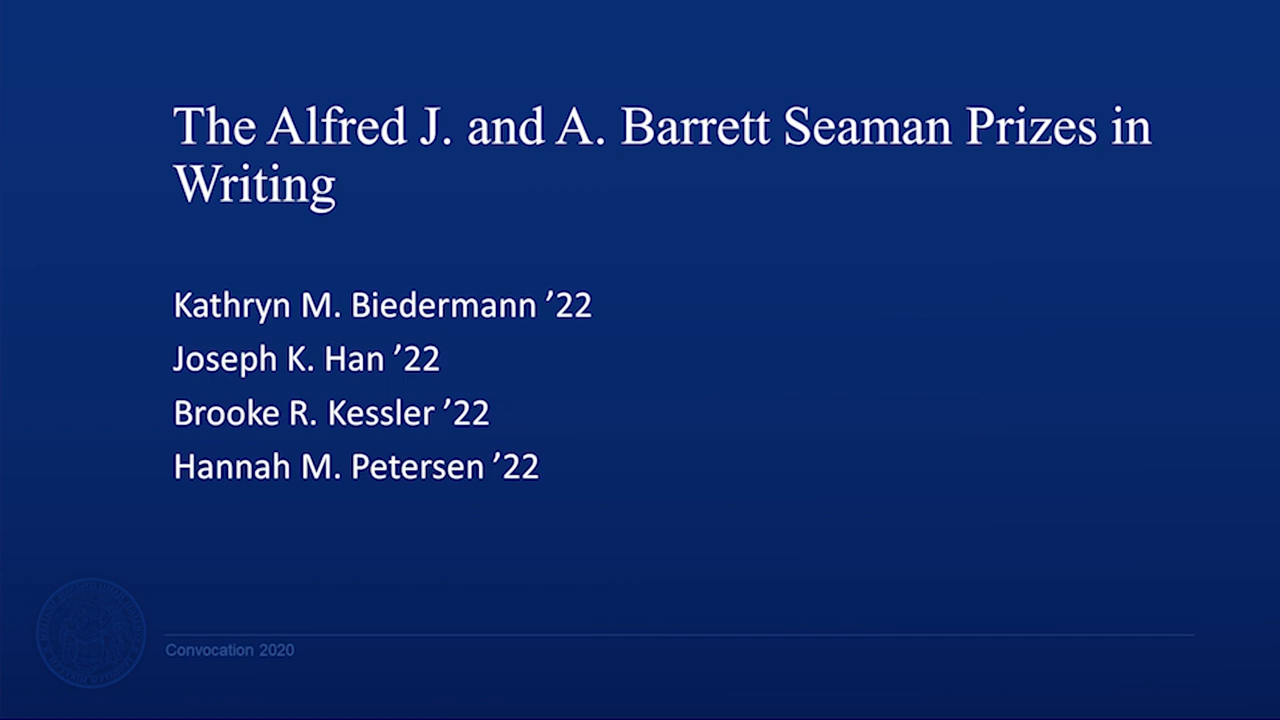 The Alfred J. and A. Barrett Seaman Prizes in
Writing
Kathryn M. Biedermann ’22
Joseph K. Han ’22
Brooke R. Kessler ’22
Hannah M. Petersen ’22
Convocation 2020